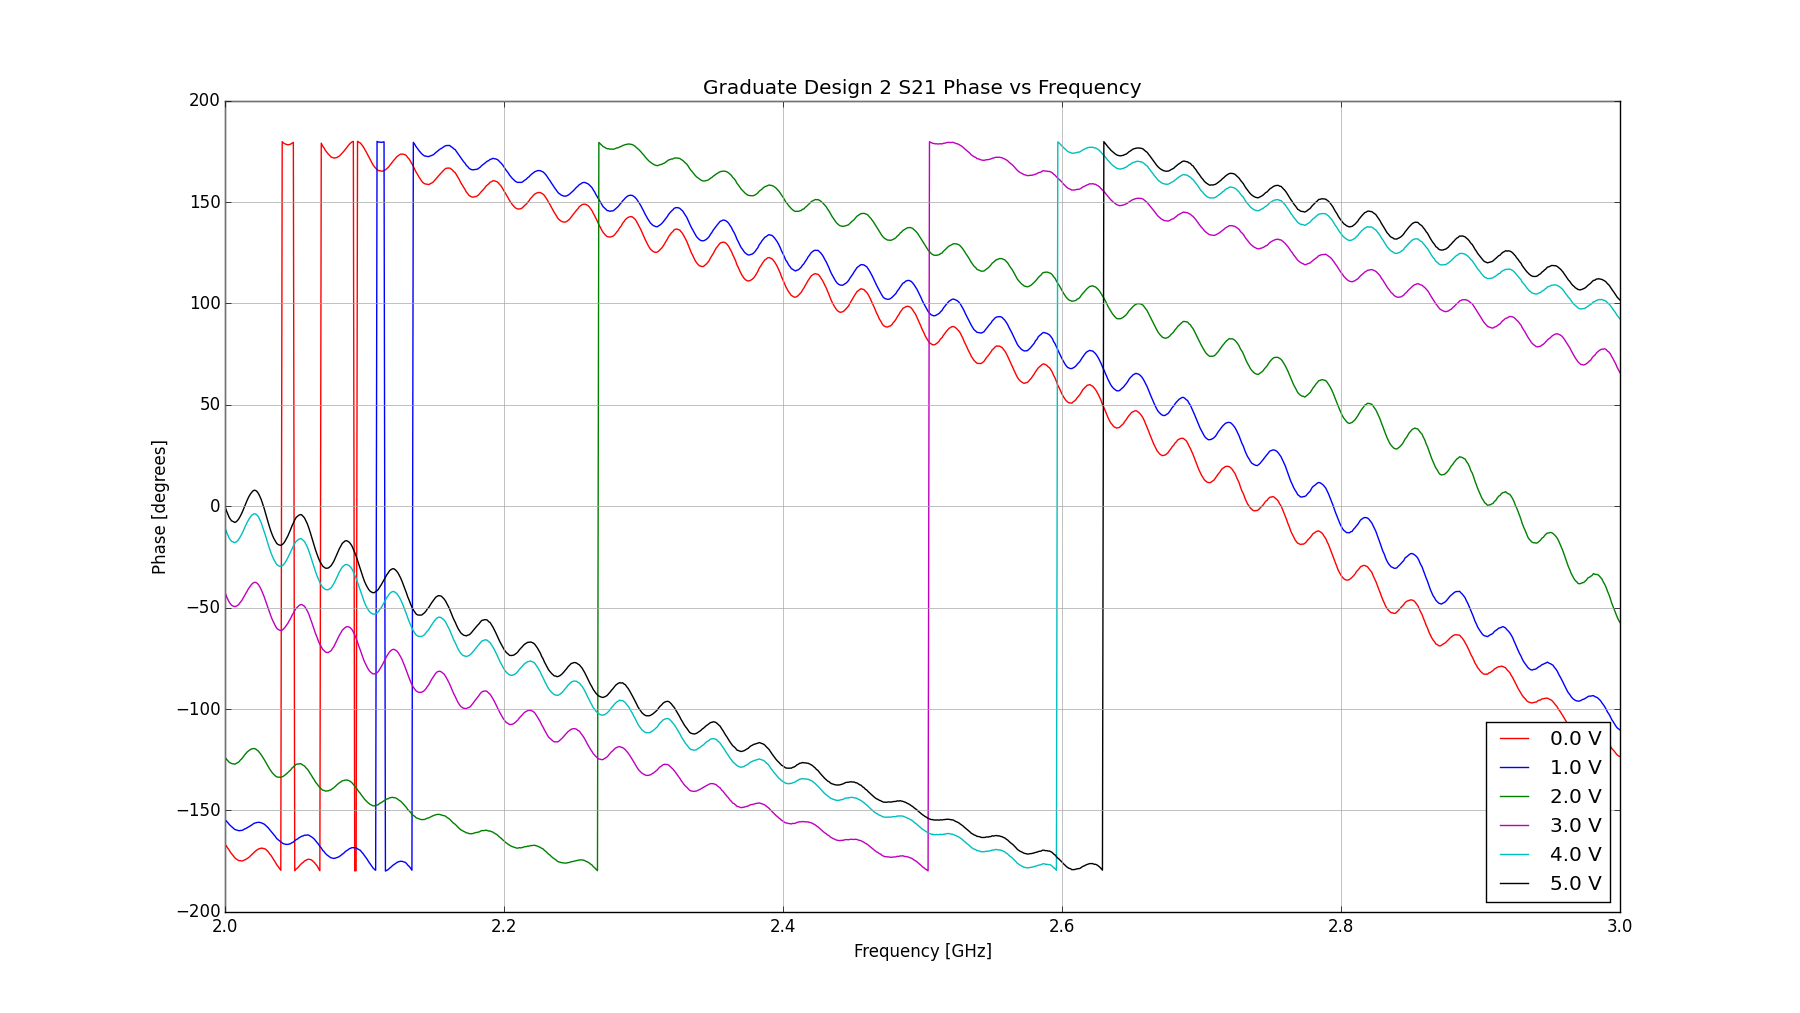 Graduate Design 2 S21 Phase vs Frequency
200
150
100
50
0
−50
−100
−150
−200
Phase [degrees]
2.0
2.2
2.4
2.6
2.8
3.0
Frequency [GHz]
0.0 V
1.0 V
2.0 V
3.0 V
4.0 V
5.0 V